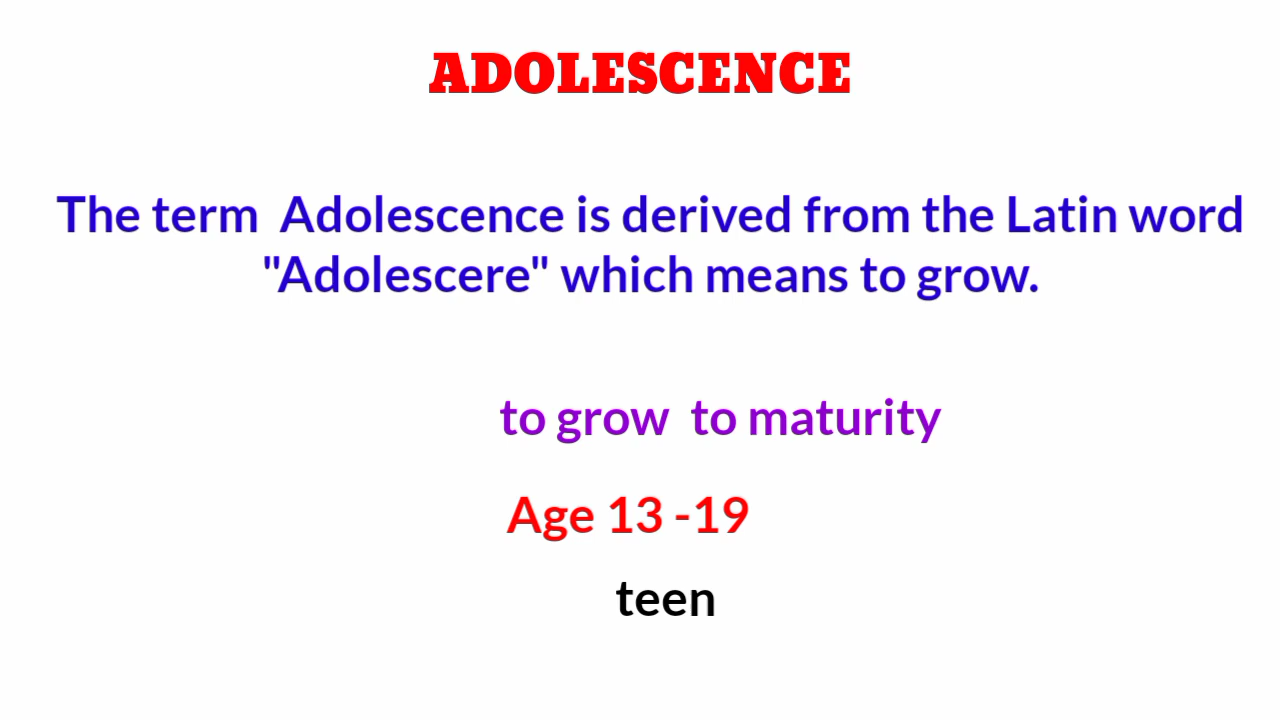 ADOLESCENCE
The term  Adolescence is derived from the Latin word
"Adolescere" which means to grow.
to grow  to maturity
Age 13 -19
teen